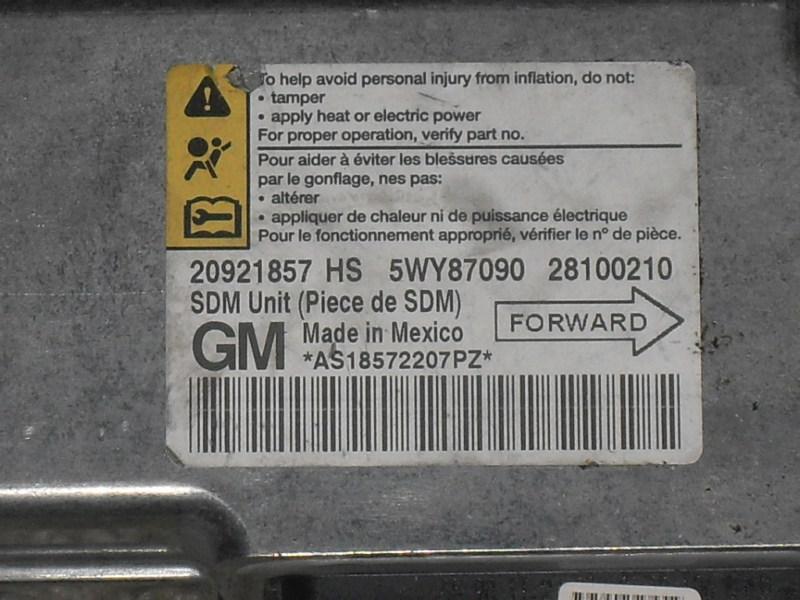 To help avoid personal injury from inflation, do not:
• tamper
• apply heat or electric power
For proper operation, verify part no.
Pour aider à éviter les blessures causées
par le gonflage, nes pas:
• altérer
• appliquer de chaleur ni de puissance électrique
Pour le fonctionnement approprié, vérifier le n° de pièce.
20921857 HS 5WY87090 28100210
SDM Unit (Piece de SDM)
GM Made in Mexico
*AS18572207PZ*
FORWARD